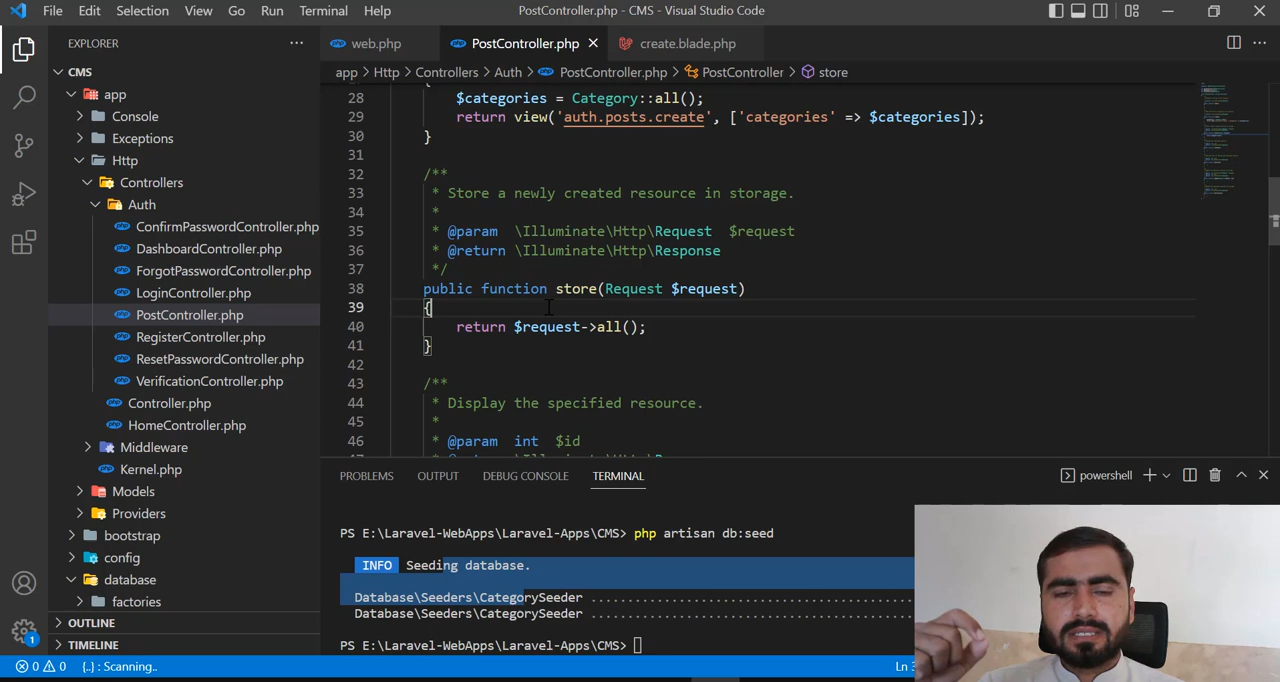 File Edit Selection View Go Run Terminal Help PostController.php - CMS - Visual Studio Code
EXPLORER
CMS
app
Console
Exceptions
Http
Controllers
Auth
ConfirmPasswordController.php
DashboardController.php
ForgotPasswordController.php
LoginController.php
PostController.php
RegisterController.php
ResetPasswordController.php
VerificationController.php
Controller.php
HomeController.php
Middleware
Kernel.php
Models
Providers
bootstrap
config
database
factories
OUTLINE
TIMELINE
web.php PostController.php create.blade.php
app > Http > Controllers > Auth > PostController.php > PostController > store
28 $categories = Category::all();
29 return view('auth.posts.create', ['categories' => $categories]);
30 }
31
32 /**
33 * Store a newly created resource in storage.
34 *
35 * @param \Illuminate\Http\Request $request
36 * @return \Illuminate\Http\Response
37 */
38 public function store(Request $request)
39 {
40 return $request->all();
41 }
42
43 /**
44 * Display the specified resource.
45 *
46 * @param int $id
PROBLEMS OUTPUT DEBUG CONSOLE TERMINAL powershell
PS E:\Laravel-WebApps\Laravel-Apps\CMS> php artisan db:seed
INFO Seeding database.
Database\Seeders\CategorySeeder ........................................
Database\Seeders\CategorySeeder ........................................
PS E:\Laravel-WebApps\Laravel-Apps\CMS>
1
0 0 {..} : Scanning.. Ln 3